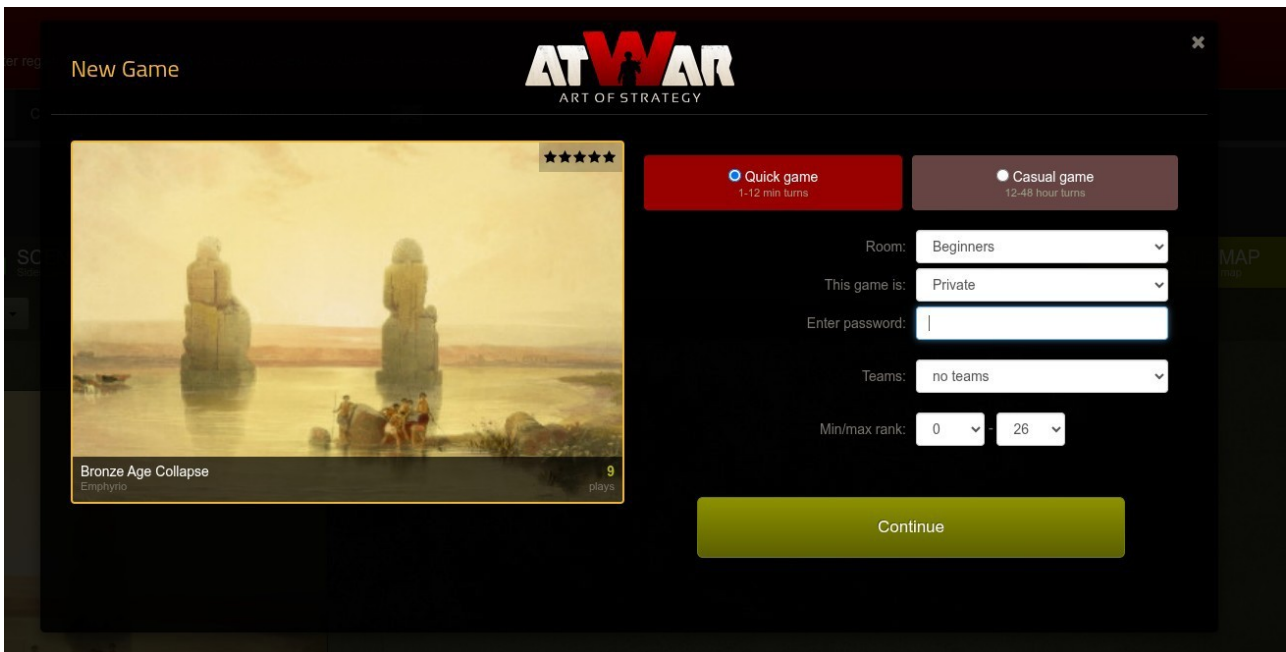 New Game
ATWAR
ART OF STRATEGY
×
★★★★★
Bronze Age Collapse
9
Emphyrio
plays
Quick game
1-12 min turns
Casual game
12-48 hour turns
Room: Beginners
This game is: Private
Enter password:
Teams: no teams
Min/max rank: 0 - 26
Continue
MAP
map